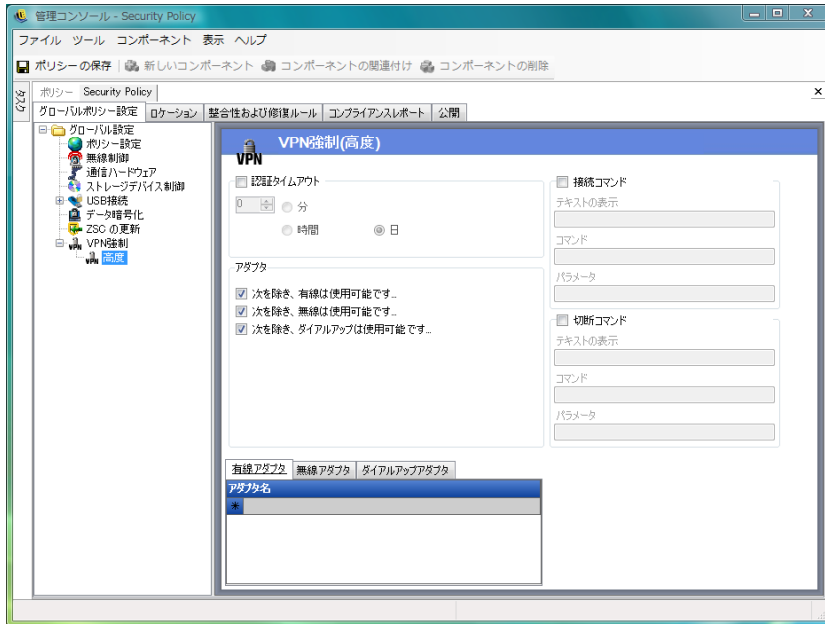 管理コンソール - Security Policy
ファイル ツール コンポーネント 表示 ヘルプ
ポリシーの保存 新しいコンポーネント コンポーネントの関連付け コンポーネントの削除
タスク
ポリシー Security Policy
グローバルポリシー設定 ロケーション 整合性および修復ルール コンプライアンスレポート 公開
グローバル設定
ポリシー設定
無線制御
通信ハードウェア
ストレージデバイス制御
USB接続
データ暗号化
ZSC の更新
VPN強制
高度
VPN
VPN強制(高度)
認証タイムアウト
0 分
時間 日
アダプタ
次を除き、有線は使用可能です...
次を除き、無線は使用可能です...
次を除き、ダイアルアップは使用可能です...
接続コマンド
テキストの表示
コマンド
パラメータ
切断コマンド
テキストの表示
コマンド
パラメータ
有線アダプタ 無線アダプタ ダイアルアップアダプタ
アダプタ名